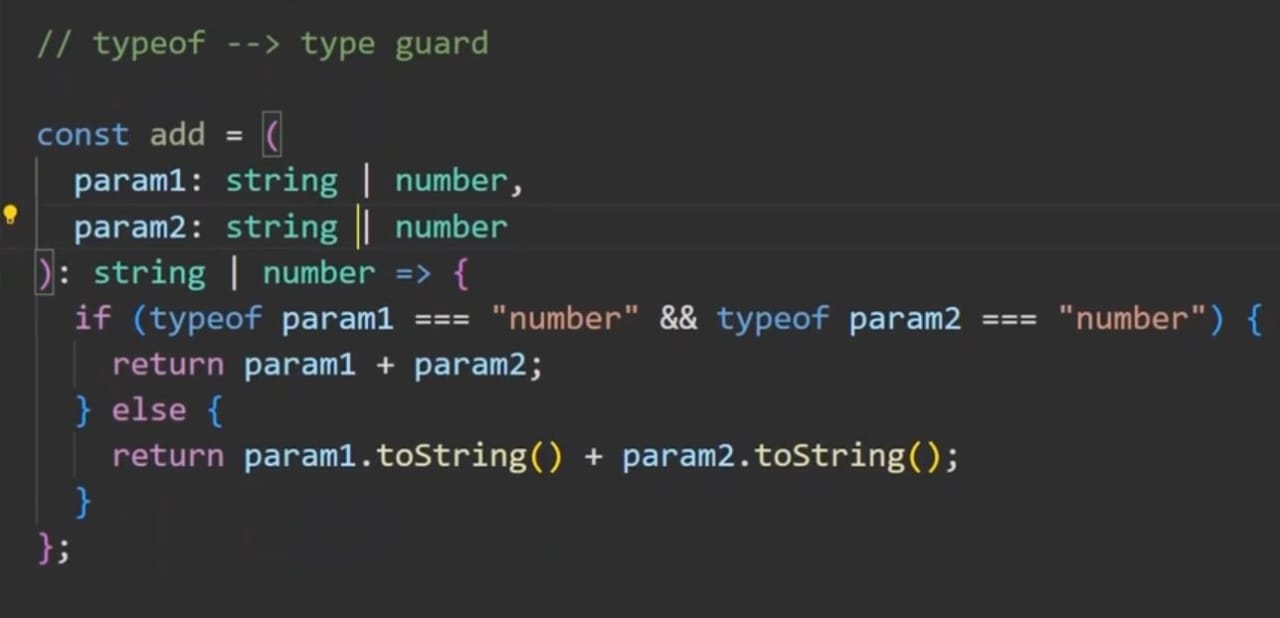 // typeof --> type guard
const add = (
param1: string | number,
param2: string | number
): string | number => {
if (typeof param1 === "number" && typeof param2 === "number") {
return param1 + param2;
} else {
return param1.toString() + param2.toString();
}
};